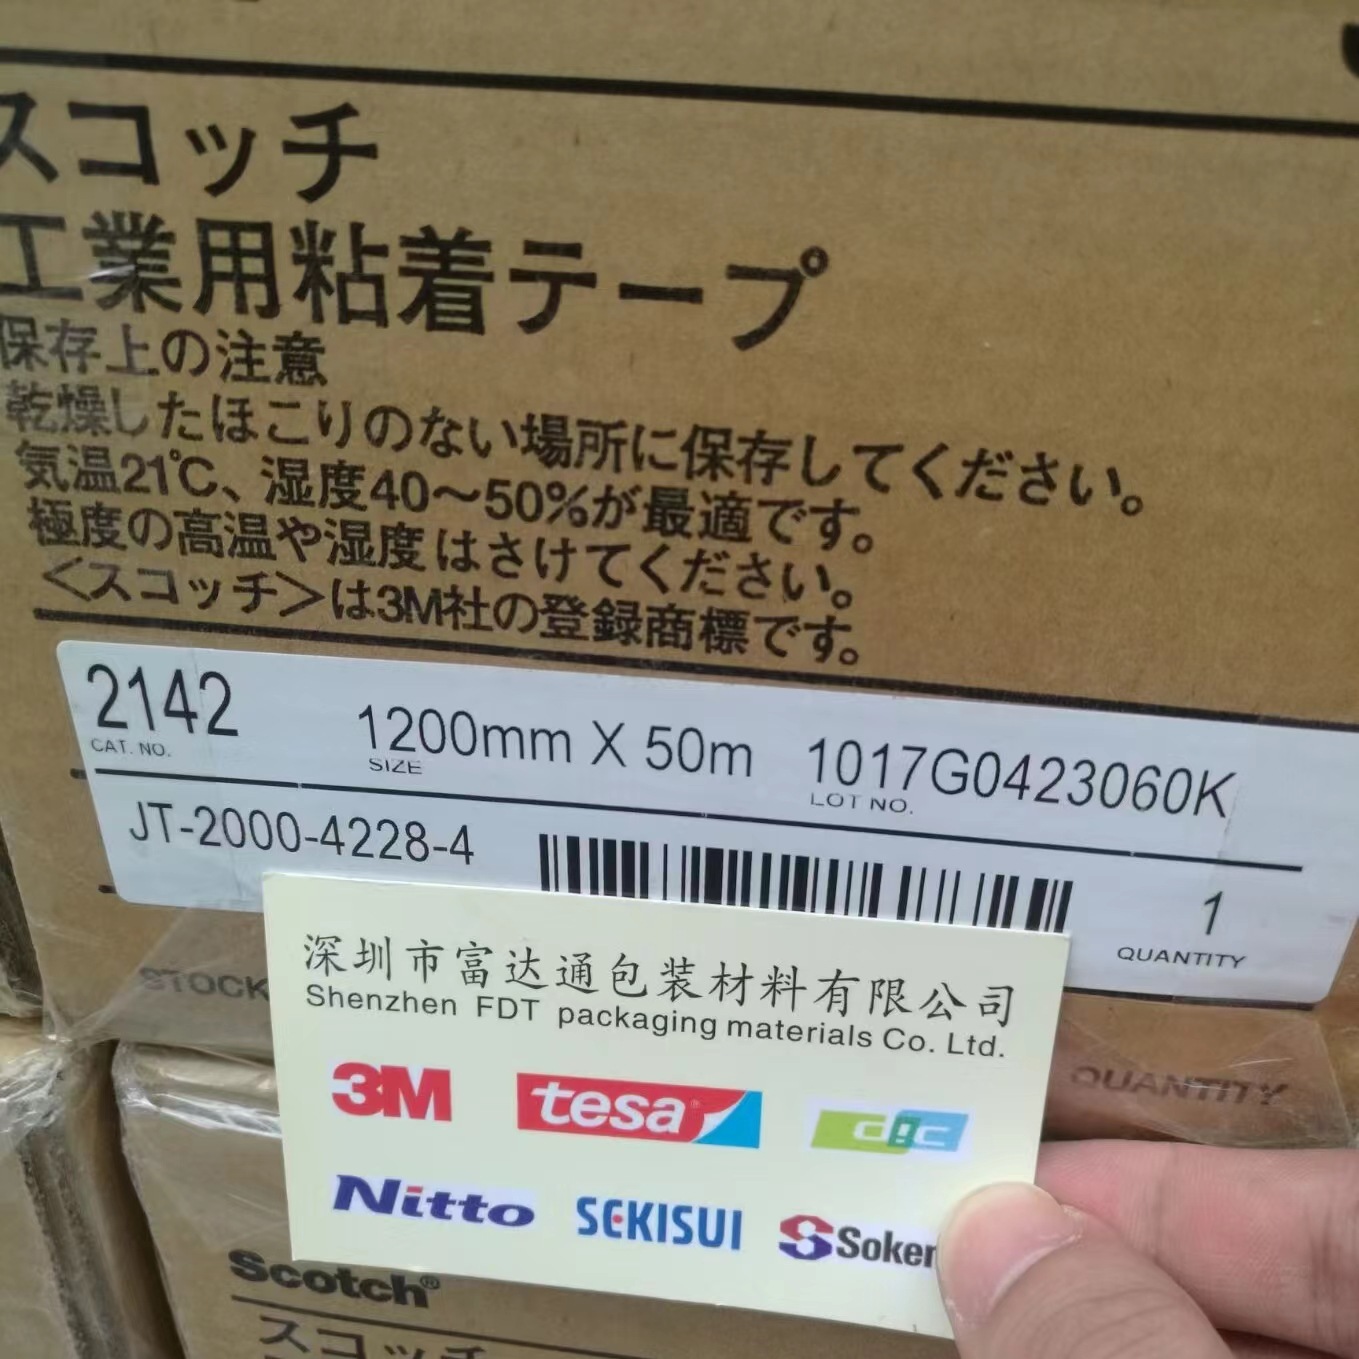 スコッチ
工業用粘着テープ
保存上の注意
乾燥したほこりのない場所に保存してください。
気温21℃、湿度40〜50%が最適です。
極度の高温や湿度はさけてください。
<スコッチ>は3M社の登録商標です。
2142 1200mm X 50m 1017G0423060K
CAT. NO. SIZE LOT NO.
JT-2000-4228-4 1
QUANTITY
STOCK
QUANTITY
深圳市富达通包装材料有限公司
Shenzhen FDT packaging materials Co. Ltd.
3M tesa® dic
Nitto SEKISUI Soken
Scotch®
スコッチ